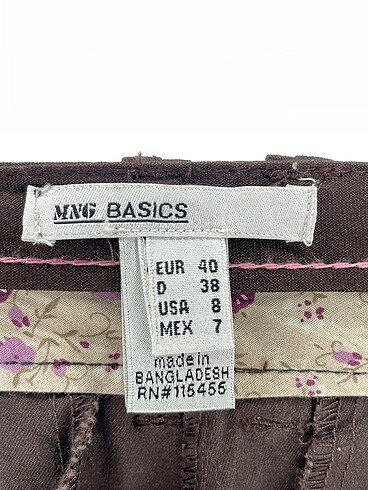 MNG BASICS
EUR 40
D 38
USA 8
MEX 7
made in
BANGLADESH
RN#115455